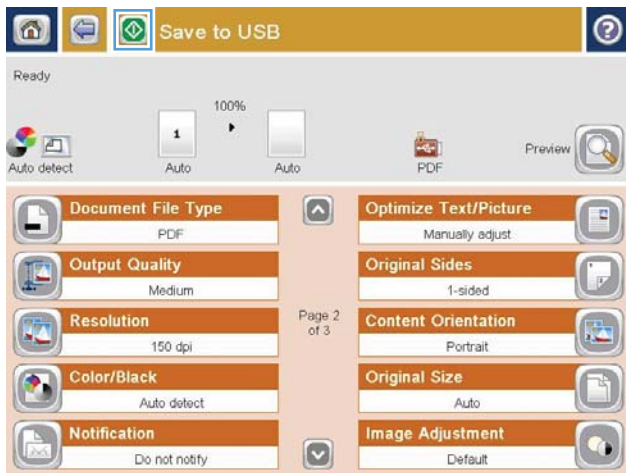 Save to USB
?
Ready
100%
1
Auto detect
Auto
Auto
PDF
Preview
Document File Type
PDF
Output Quality
Medium
Resolution
150 dpi
Color/Black
Auto detect
Notification
Do not notify
Page 2
of 3
Optimize Text/Picture
Manually adjust
Original Sides
1-sided
Content Orientation
Portrait
Original Size
Auto
Image Adjustment
Default